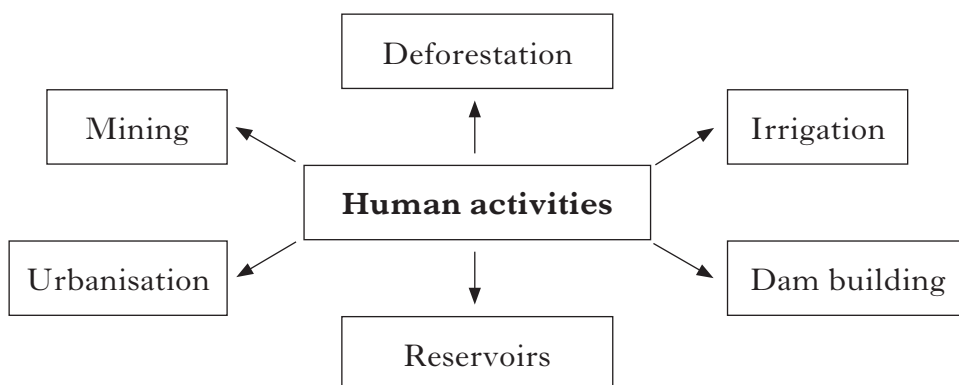 Deforestation
Mining
Irrigation
Human activities
Urbanisation
Dam building
Reservoirs